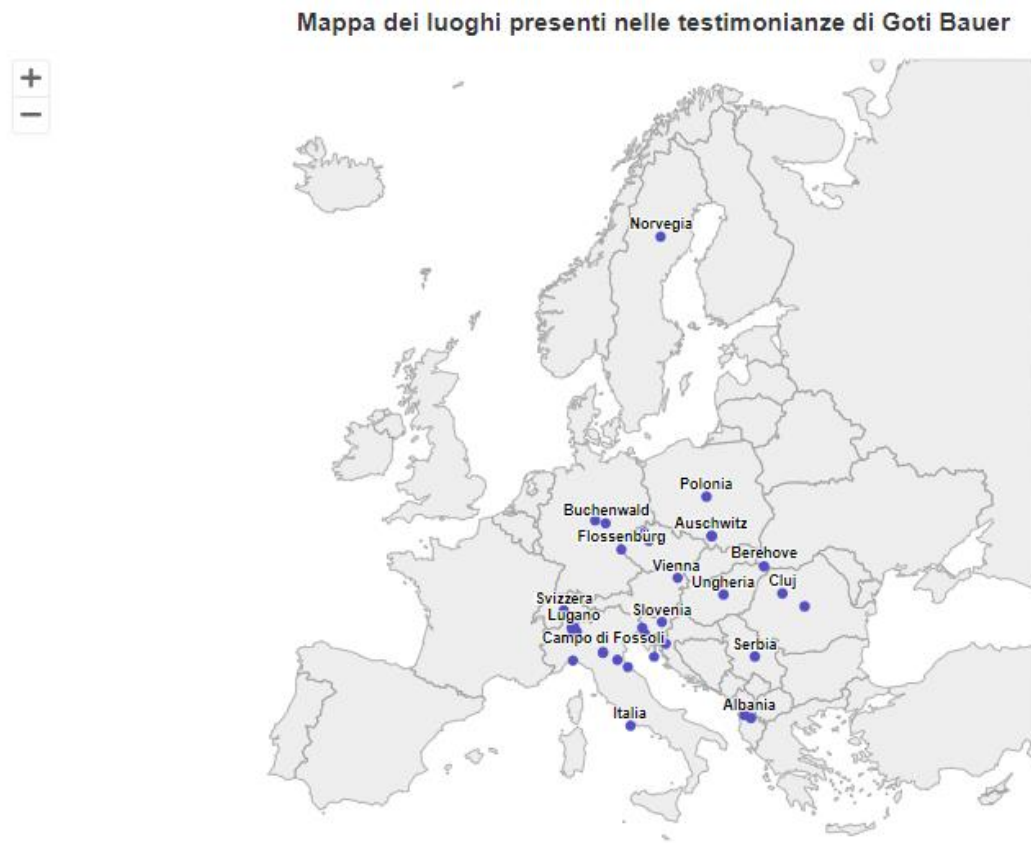 Mappa dei luoghi presenti nelle testimonianze di Goti Bauer
+
−
Norvegia
Polonia
Buchenwald
Auschwitz
Flossenburg
Berehove
Vienna
Ungheria
Cluj
Svizzera
Lugano
Slovenia
Campo di Fossoli
Serbia
Albania
Italia